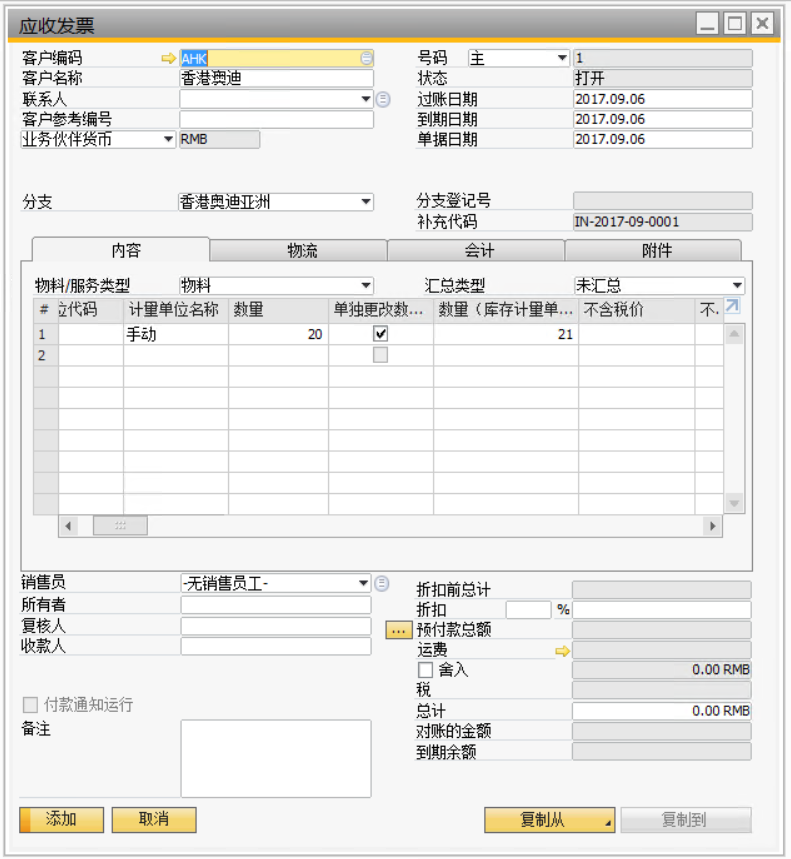 应收发票
客户编码 AHK 号码 主 1
客户名称 香港奥迪 状态 打开
联系人 过账日期 2017.09.06
客户参考编号 到期日期 2017.09.06
业务伙伴货币 RMB 单据日期 2017.09.06
分支 香港奥迪亚洲 分支登记号
补充代码 IN-2017-09-0001
内容 物流 会计 附件
物料/服务类型 物料 汇总类型 未汇总
# 位代码 计量单位名称 数量 单独更改数... 数量（库存计量单... 不含税价 不.
1 手动 20 21
2
销售员 -无销售员工- 折扣前总计
所有者 折扣 %
复核人 ... 预付款总额
收款人 运费
舍入 0.00 RMB
付款通知运行 税
备注 总计 0.00 RMB
对账的金额
到期余额
添加 取消 复制从 复制到